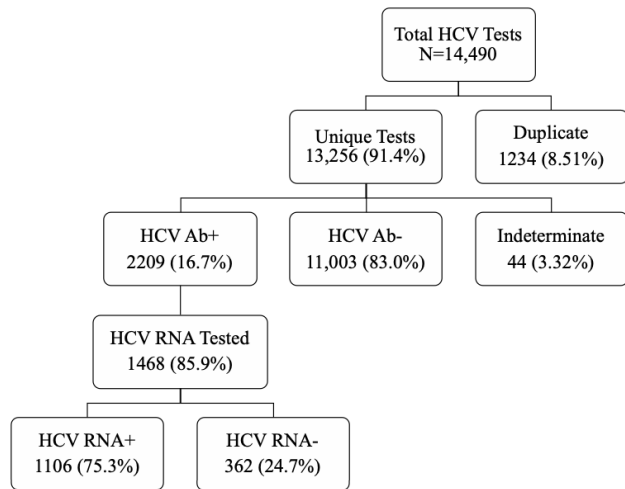 Total HCV Tests
N=14,490
Unique Tests
13,256 (91.4%)
Duplicate
1234 (8.51%)
HCV Ab+
2209 (16.7%)
HCV Ab-
11,003 (83.0%)
Indeterminate
44 (3.32%)
HCV RNA Tested
1468 (85.9%)
HCV RNA+
1106 (75.3%)
HCV RNA-
362 (24.7%)